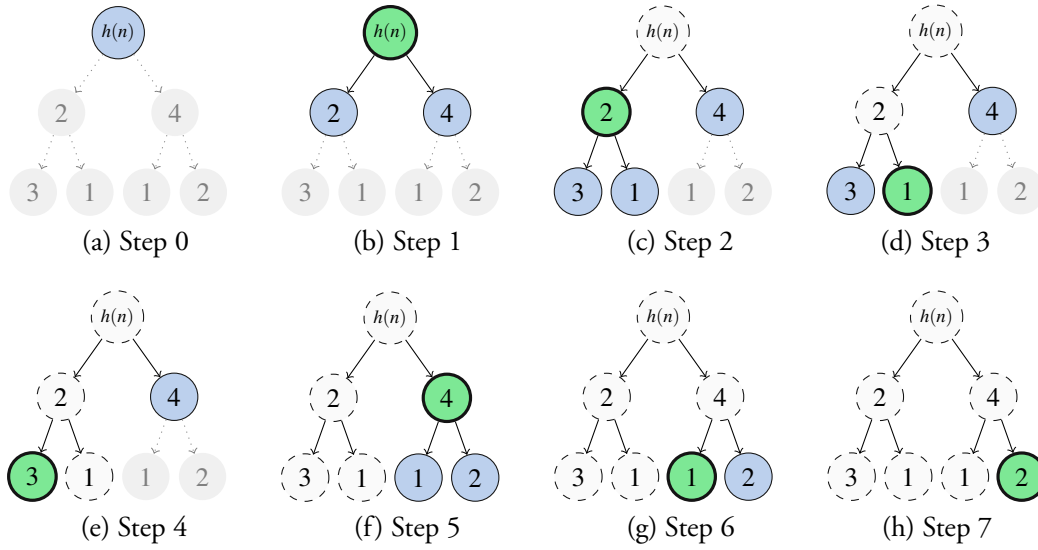 h(n) h(n) h(n) h(n)
2 4 2 4 2 4 2 4
3 1 1 2 3 1 1 2 3 1 1 2 3 1 1 2
(a) Step 0 (b) Step 1 (c) Step 2 (d) Step 3
h(n) h(n) h(n) h(n)
2 4 2 4 2 4 2 4
3 1 1 2 3 1 1 2 3 1 1 2 3 1 1 2
(e) Step 4 (f) Step 5 (g) Step 6 (h) Step 7